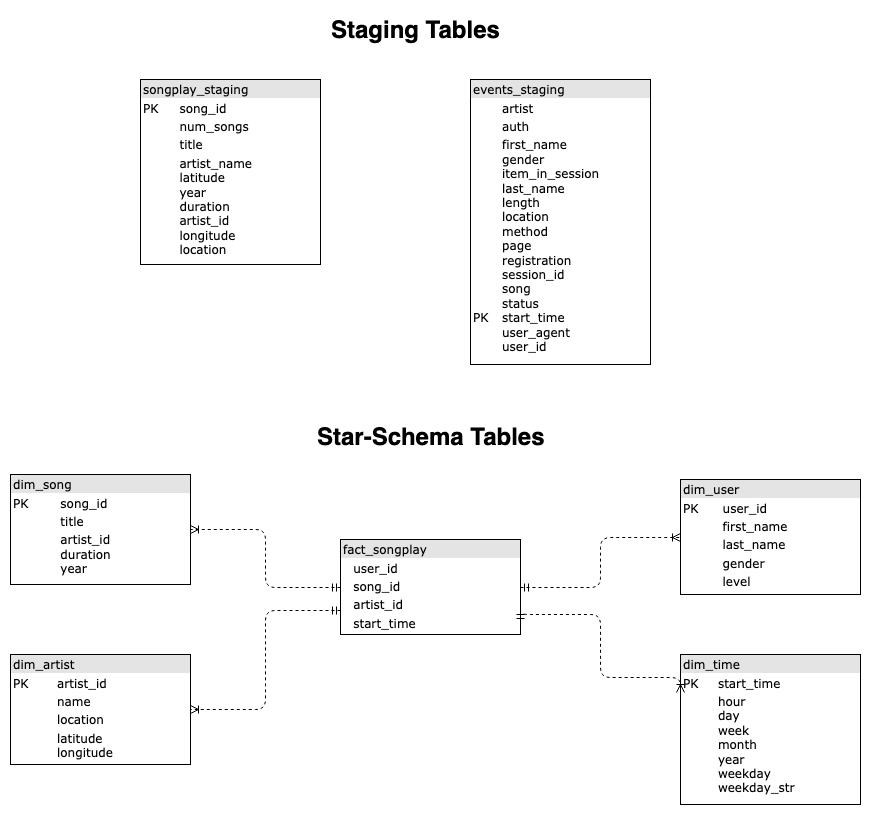 Staging Tables
songplay_staging
PK song_id
num_songs
title
artist_name
latitude
year
duration
artist_id
longitude
location
events_staging
artist
auth
first_name
gender
item_in_session
last_name
length
location
method
page
registration
session_id
song
status
PK start_time
user_agent
user_id
Star-Schema Tables
dim_song
PK song_id
title
artist_id
duration
year
dim_artist
PK artist_id
name
location
latitude
longitude
fact_songplay
user_id
song_id
artist_id
start_time
dim_user
PK user_id
first_name
last_name
gender
level
dim_time
PK start_time
hour
day
week
month
year
weekday
weekday_str